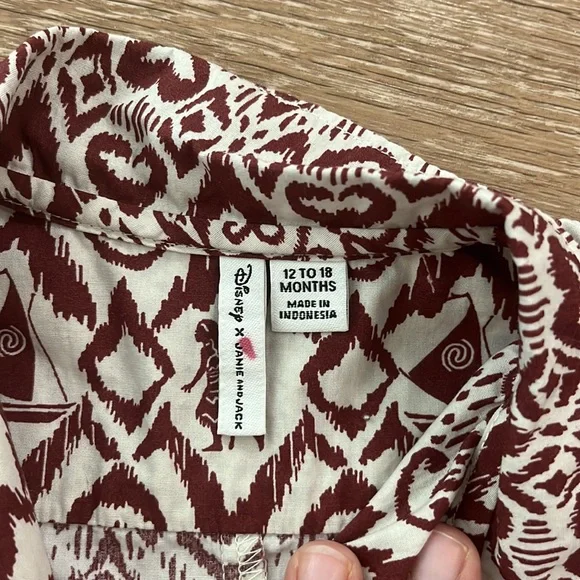 Disney X JANIE AND JACK
12 TO 18
MONTHS
MADE IN
INDONESIA